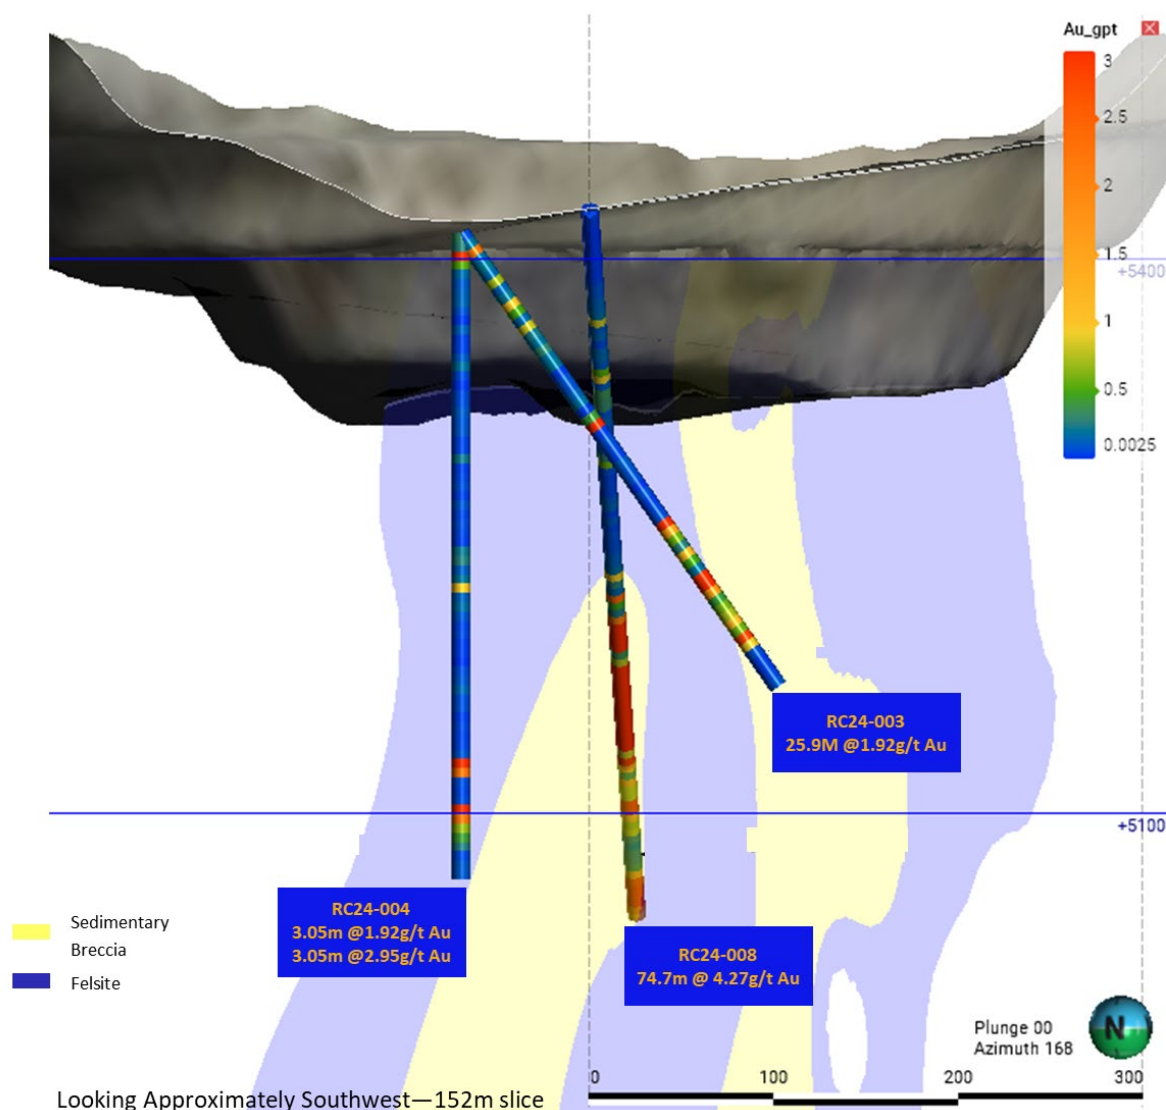 Au_gpt
3
2.5
2
1.5
+5400
1
0.5
0.0025
RC24-003
25.9M @1.92g/t Au
+5100
RC24-004
3.05m @1.92g/t Au
3.05m @2.95g/t Au
Sedimentary
Breccia
Felsite
RC24-008
74.7m @ 4.27g/t Au
Plunge 00
Azimuth 168
N
0 100 200 300
Looking Approximately Southwest—152m slice